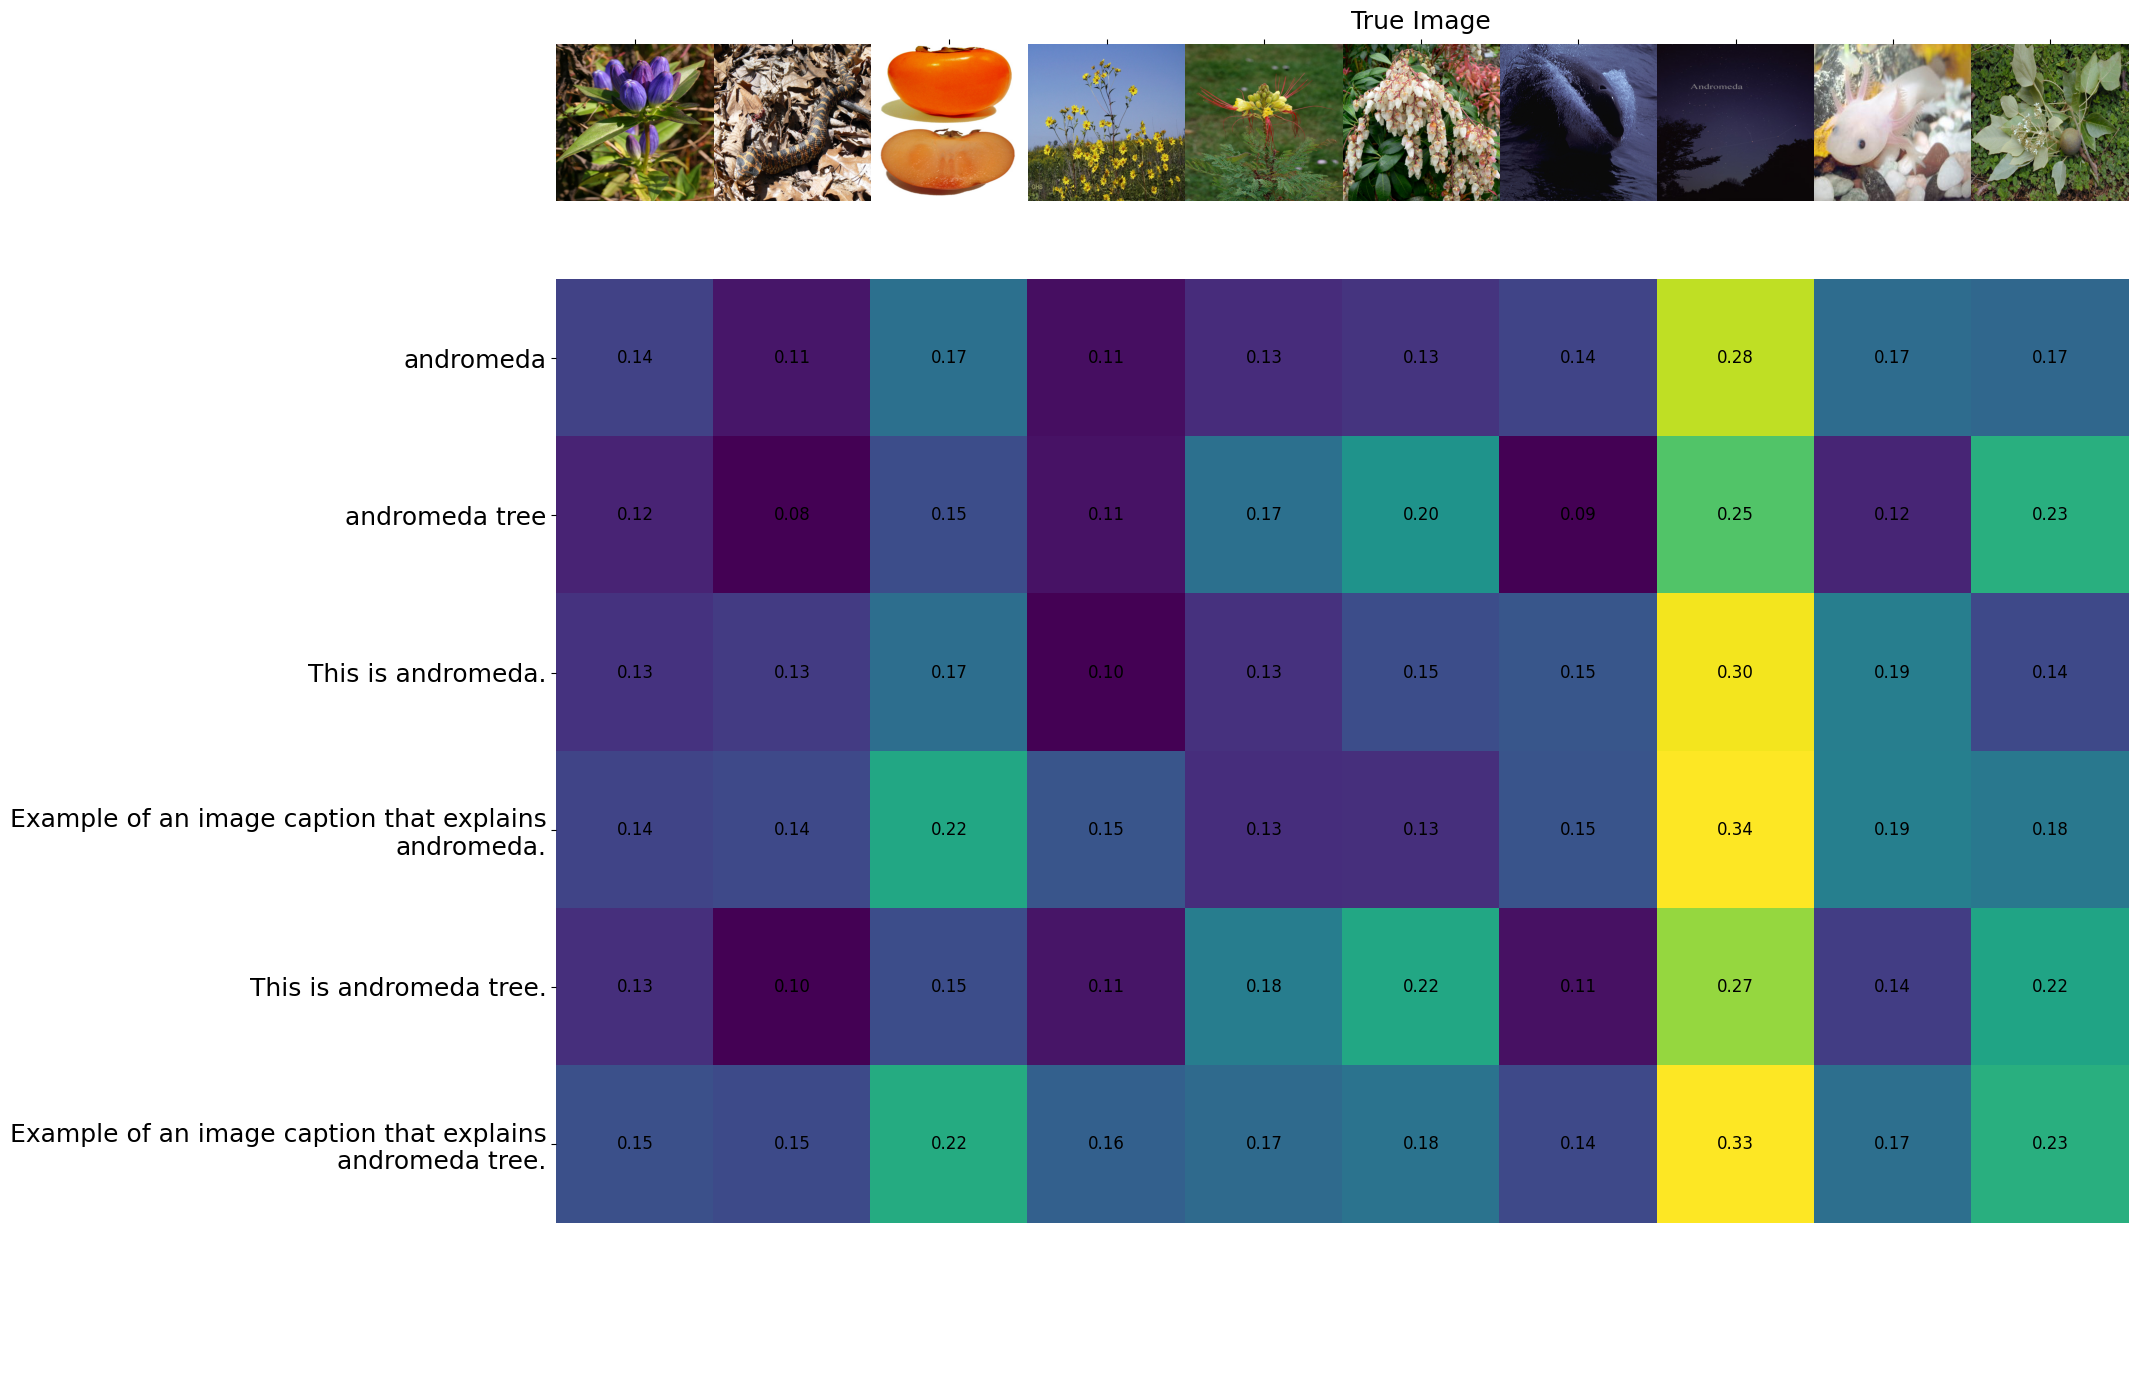 True Image
Andromeda
andromeda
0.14 0.11 0.17 0.11 0.13 0.13 0.14 0.28 0.17 0.17
andromeda tree
0.12 0.08 0.15 0.11 0.17 0.20 0.09 0.25 0.12 0.23
This is andromeda.
0.13 0.13 0.17 0.10 0.13 0.15 0.15 0.30 0.19 0.14
Example of an image caption that explains
andromeda.
0.14 0.14 0.22 0.15 0.13 0.13 0.15 0.34 0.19 0.18
This is andromeda tree.
0.13 0.10 0.15 0.11 0.18 0.22 0.11 0.27 0.14 0.22
Example of an image caption that explains
andromeda tree.
0.15 0.15 0.22 0.16 0.17 0.18 0.14 0.33 0.17 0.23